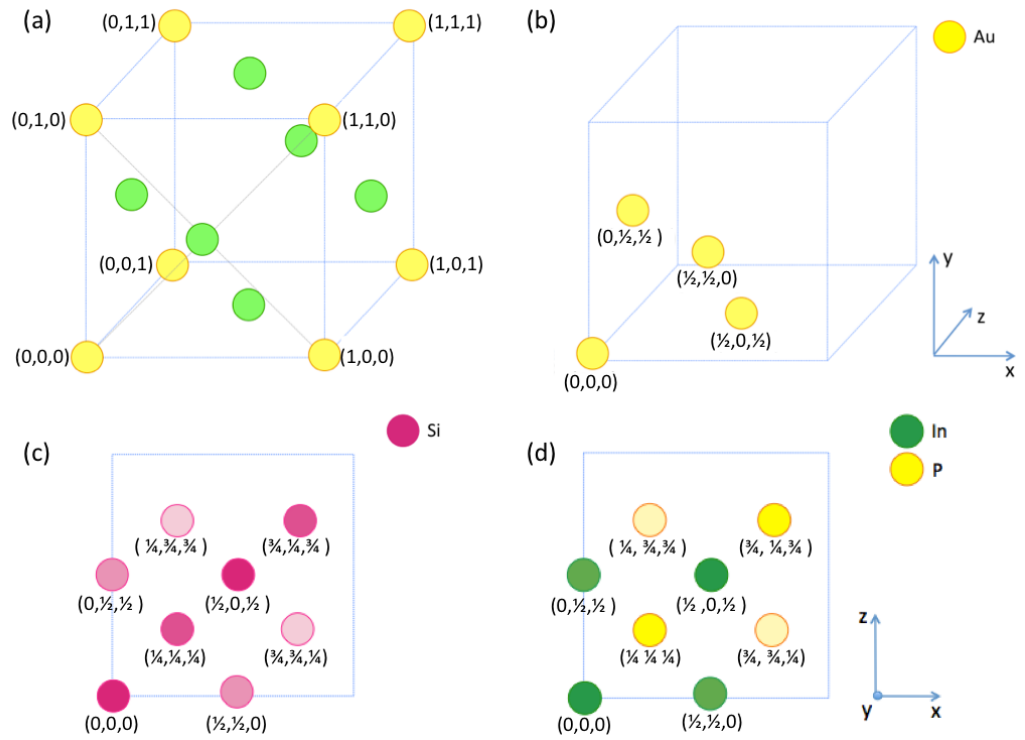 (a)
(0,1,1)
(1,1,1)
(0,1,0)
(1,1,0)
(0,0,1)
(1,0,1)
(0,0,0)
(1,0,0)
(b)
Au
(0,½,½ )
(½,½,0)
(½,0,½)
(0,0,0)
y
z
x
(c)
Si
( ¼,¾,¾ )
(¾,¼,¾ )
(0,½,½ )
(½,0,½ )
(¼,¼,¼)
(¾,¾,¼ )
(0,0,0)
(½,½,0)
(d)
In
P
( ¼, ¾,¾ )
(¾, ¼,¾ )
(0,½,½ )
(½ ,0,½ )
(¼ ¼ ¼)
(¾, ¾,¼)
(0,0,0)
(½,½,0)
z
y
x